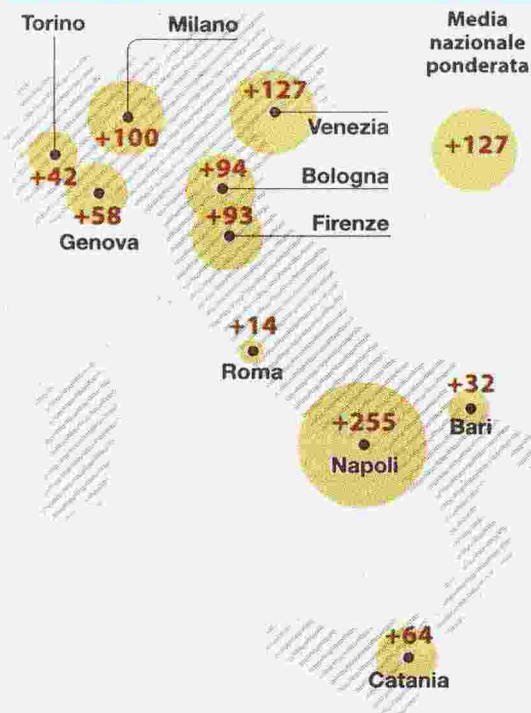 Torino
Milano
Media
nazionale
ponderata
+127
+127
Venezia
+100
+42
+58
Genova
+94
Bologna
+93
Firenze
+14
Roma
+32
Bari
+255
Napoli
+64
Catania